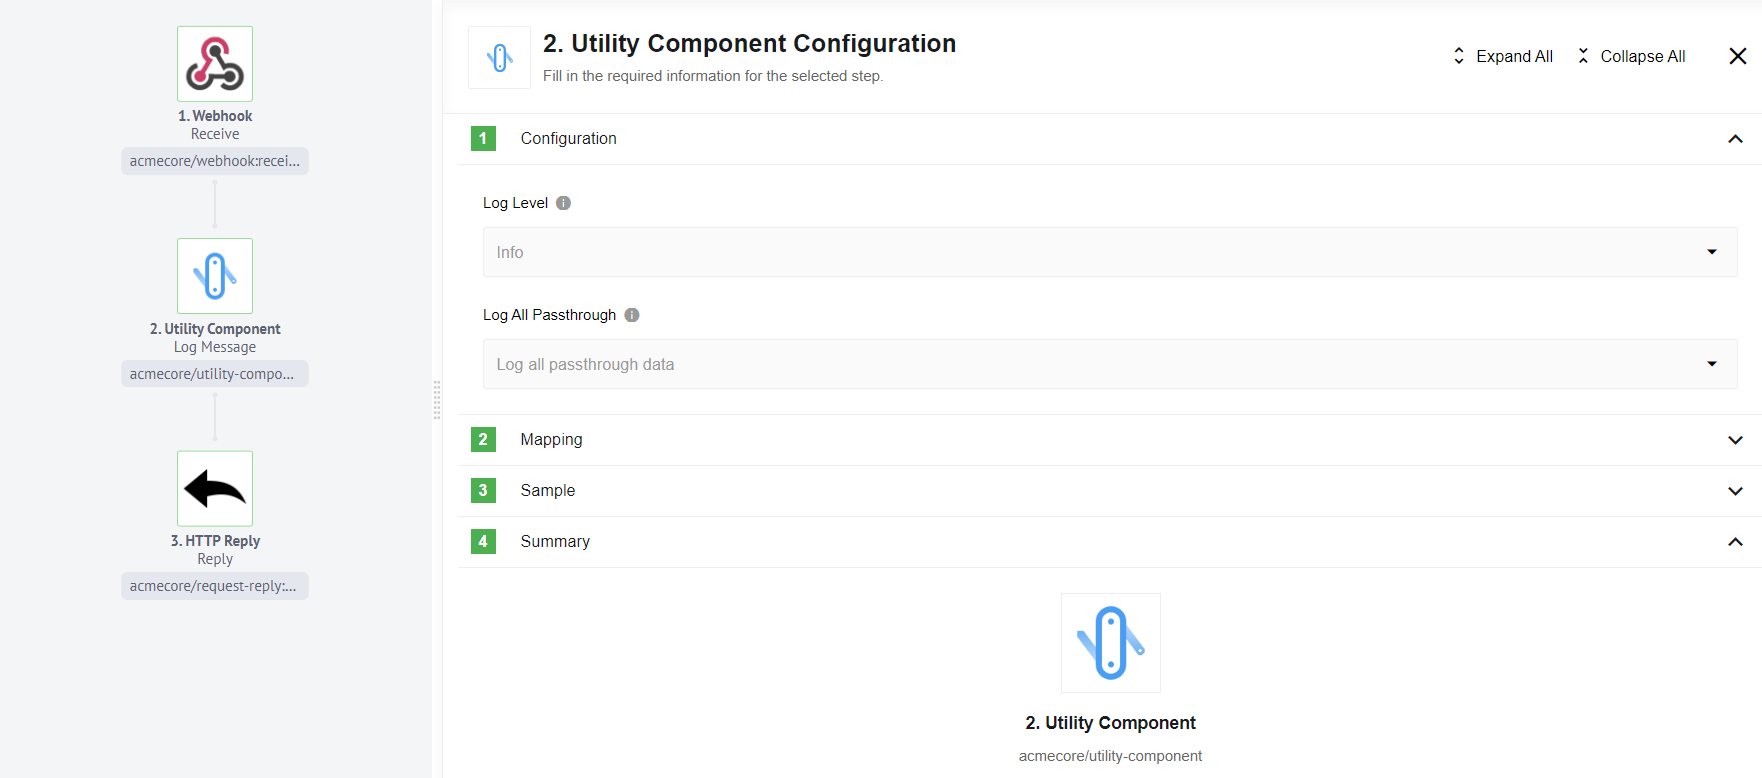 1. Webhook
Receive
acmecore/webhook:recei...
2. Utility Component
Log Message
acmecore/utility-compo...
3. HTTP Reply
Reply
acmecore/request-reply:...
2. Utility Component Configuration
Fill in the required information for the selected step.
Expand All
Collapse All
1 Configuration
Log Level
Info
Log All Passthrough
Log all passthrough data
2 Mapping
3 Sample
4 Summary
2. Utility Component
acmecore/utility-component